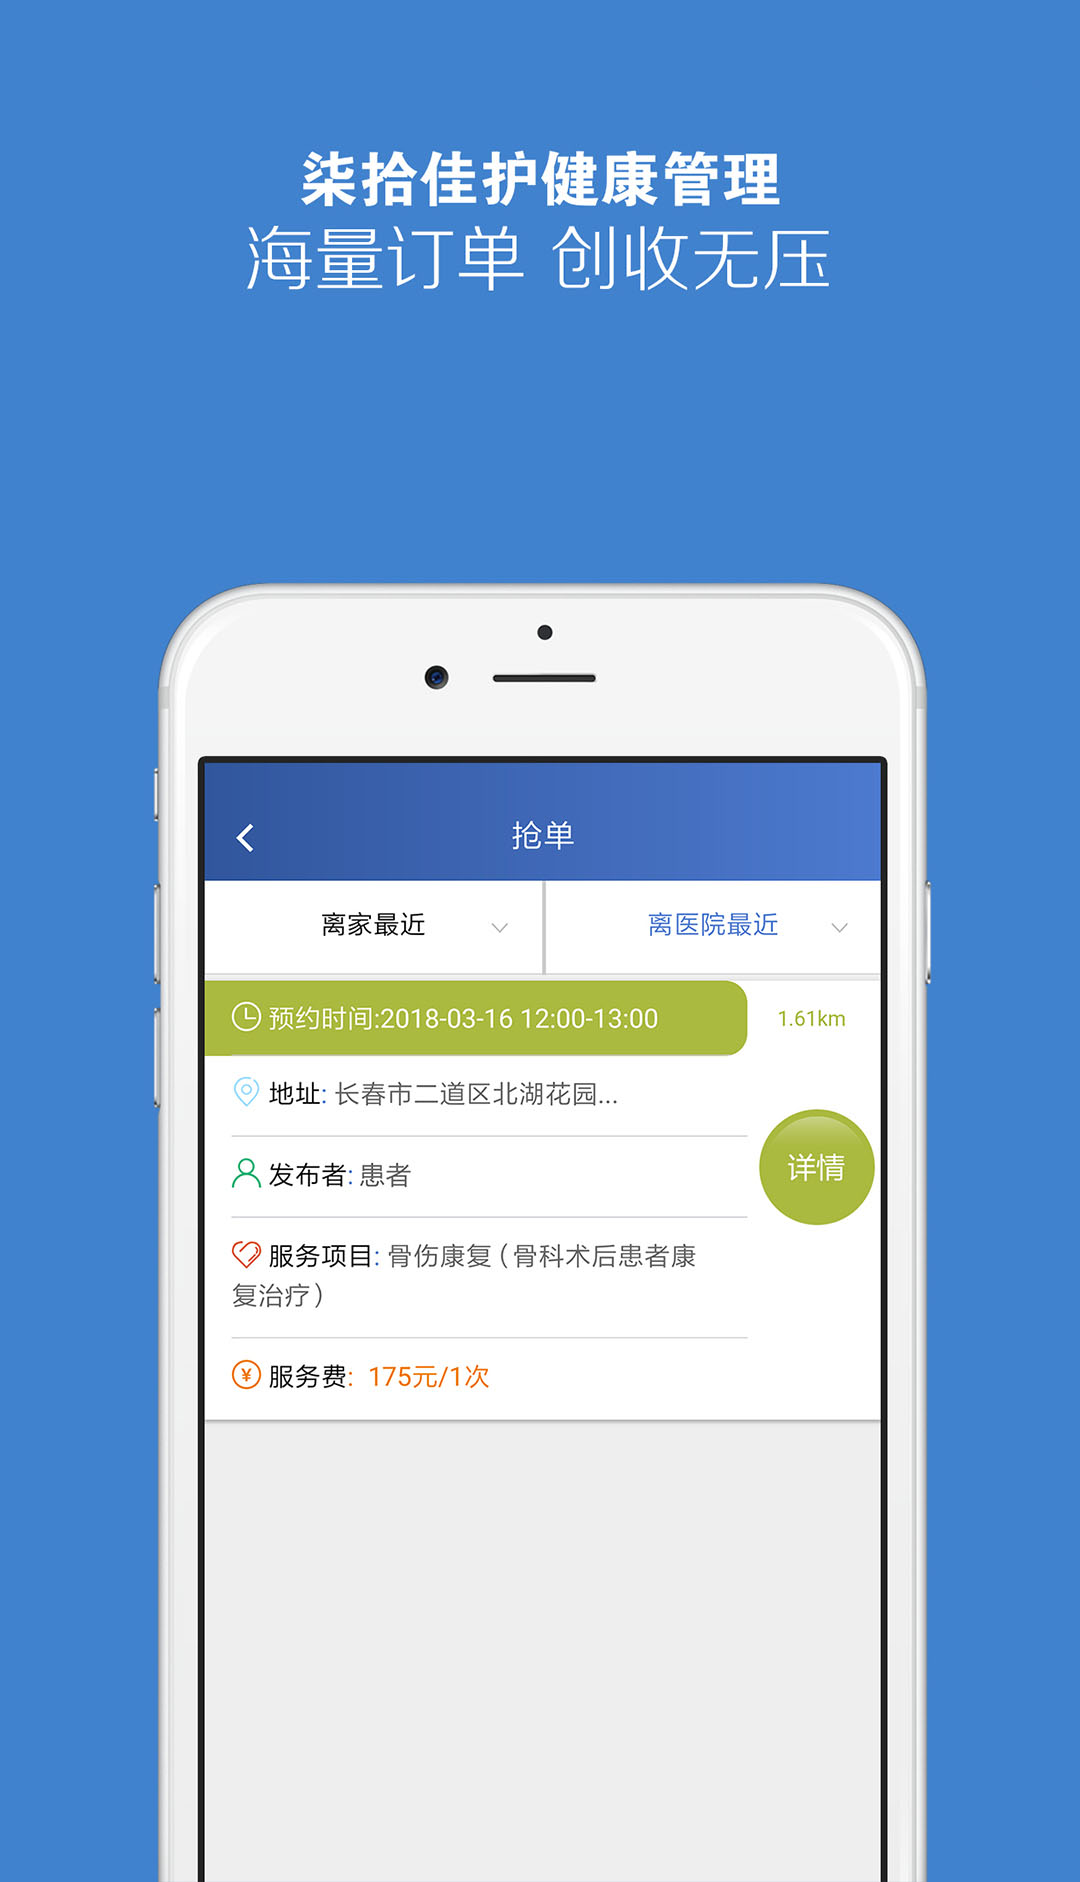 柒拾佳护健康管理
海量订单 创收无压
抢单
离家最近
离医院最近
预约时间:2018-03-16 12:00-13:00
1.61km
地址: 长春市二道区北湖花园...
发布者: 患者
详情
服务项目: 骨伤康复(骨科术后患者康
复治疗)
服务费: 175元/1次